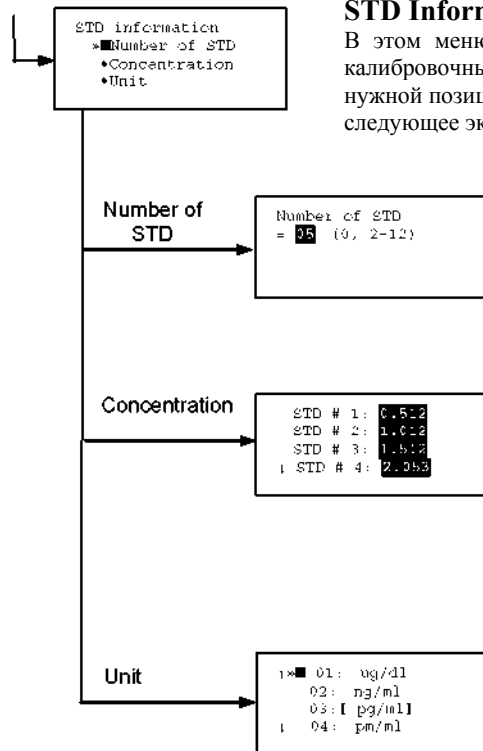 STD Inform
В этом меню
калибровочны
нужной позиц
следующее эк
STD information
»■Number of STD
♦Concentration
♦Unit
Number of
STD
Number of STD
= 05 (0, 2-12)
Concentration
STD # 1: 0.512
STD # 2: 1.012
STD # 3: 1.512
↓ STD # 4: 2.053
Unit
↑»■ 01: ug/dl
02: ng/ml
03:[ pg/ml]
↓ 04: pm/ml